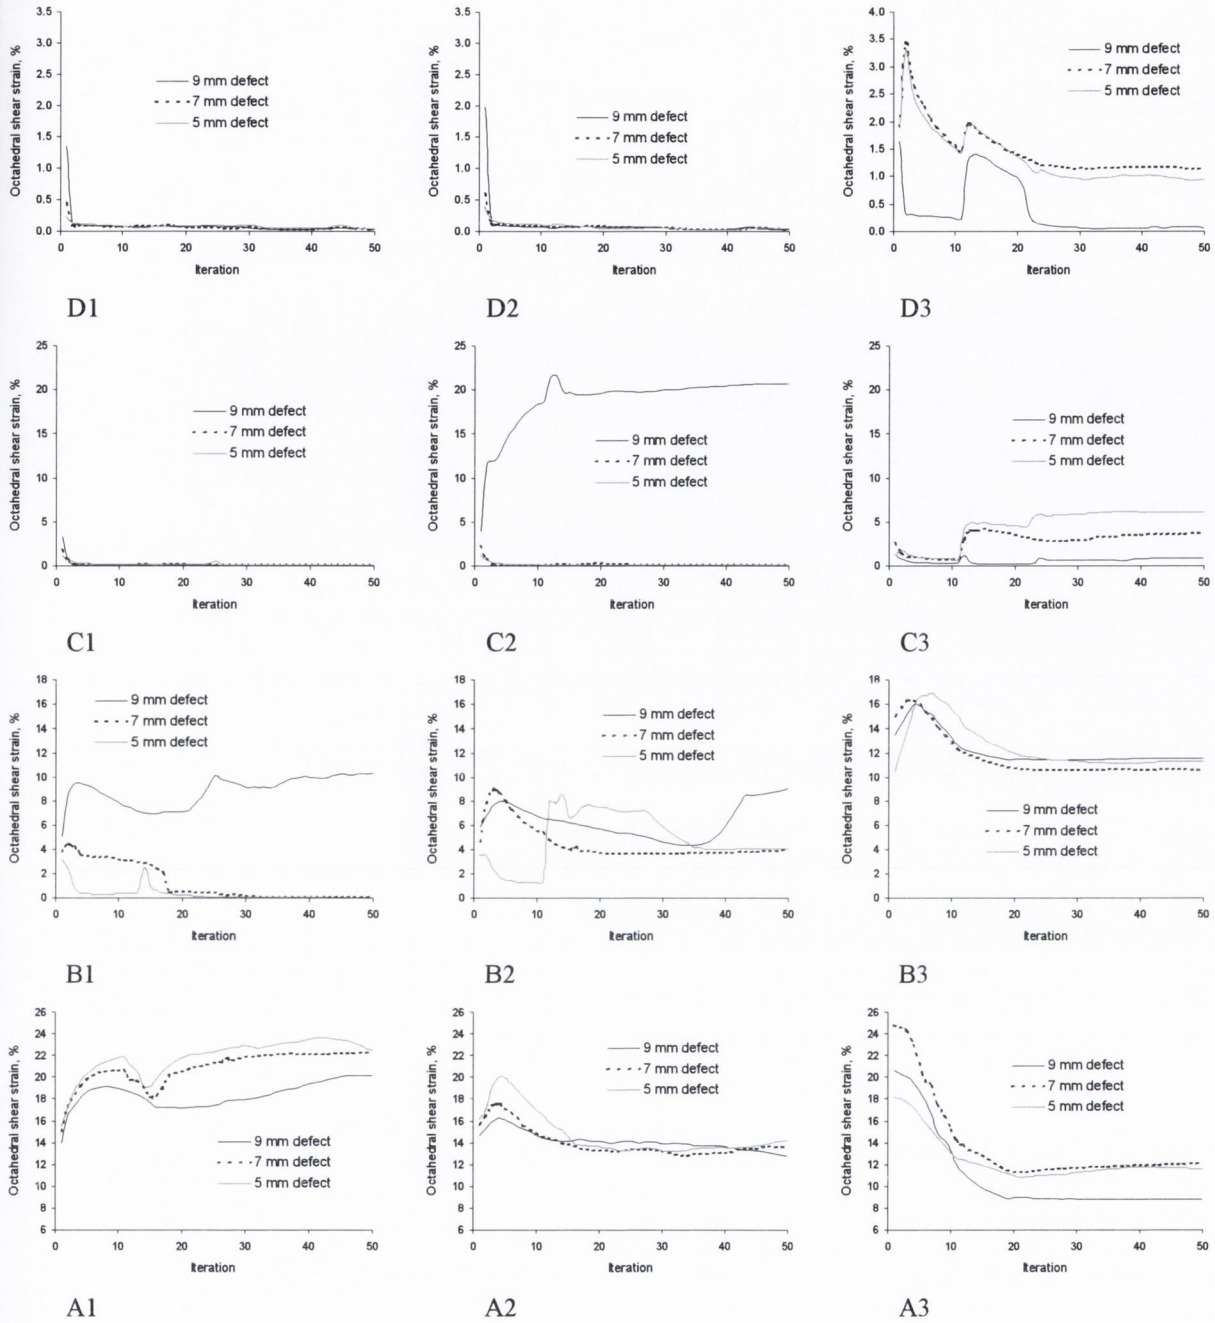 3.5
3.0
2.5
2.0
1.5
1.0
0.5
0.0
Octahedral shear strain, %
9 mm defect
7 mm defect
5 mm defect
0 10 20 30 40 50
Iteration
D1
3.5
3.0
2.5
2.0
1.5
1.0
0.5
0.0
Octahedral shear strain, %
9 mm defect
7 mm defect
5 mm defect
0 10 20 30 40 50
Iteration
D2
4.0
3.5
3.0
2.5
2.0
1.5
1.0
0.5
0.0
Octahedral shear strain, %
9 mm defect
7 mm defect
5 mm defect
0 10 20 30 40 50
Iteration
D3
25
20
15
10
5
0
Octahedral shear strain, %
9 mm defect
7 mm defect
5 mm defect
0 10 20 30 40 50
Iteration
C1
25
20
15
10
5
0
Octahedral shear strain, %
9 mm defect
7 mm defect
5 mm defect
0 10 20 30 40 50
Iteration
C2
25
20
15
10
5
0
Octahedral shear strain, %
9 mm defect
7 mm defect
5 mm defect
0 10 20 30 40 50
Iteration
C3
18
16
14
12
10
8
6
4
2
0
Octahedral shear strain, %
9 mm defect
7 mm defect
5 mm defect
0 10 20 30 40 50
Iteration
B1
18
16
14
12
10
8
6
4
2
0
Octahedral shear strain, %
9 mm defect
7 mm defect
5 mm defect
0 10 20 30 40 50
Iteration
B2
18
16
14
12
10
8
6
4
2
0
Octahedral shear strain, %
9 mm defect
7 mm defect
5 mm defect
0 10 20 30 40 50
Iteration
B3
26
24
22
20
18
16
14
12
10
8
6
Octahedral shear strain, %
9 mm defect
7 mm defect
5 mm defect
0 10 20 30 40 50
Iteration
A1
26
24
22
20
18
16
14
12
10
8
6
Octahedral shear strain, %
9 mm defect
7 mm defect
5 mm defect
0 10 20 30 40 50
Iteration
A2
26
24
22
20
18
16
14
12
10
8
6
Octahedral shear strain, %
9 mm defect
7 mm defect
5 mm defect
0 10 20 30 40 50
Iteration
A3